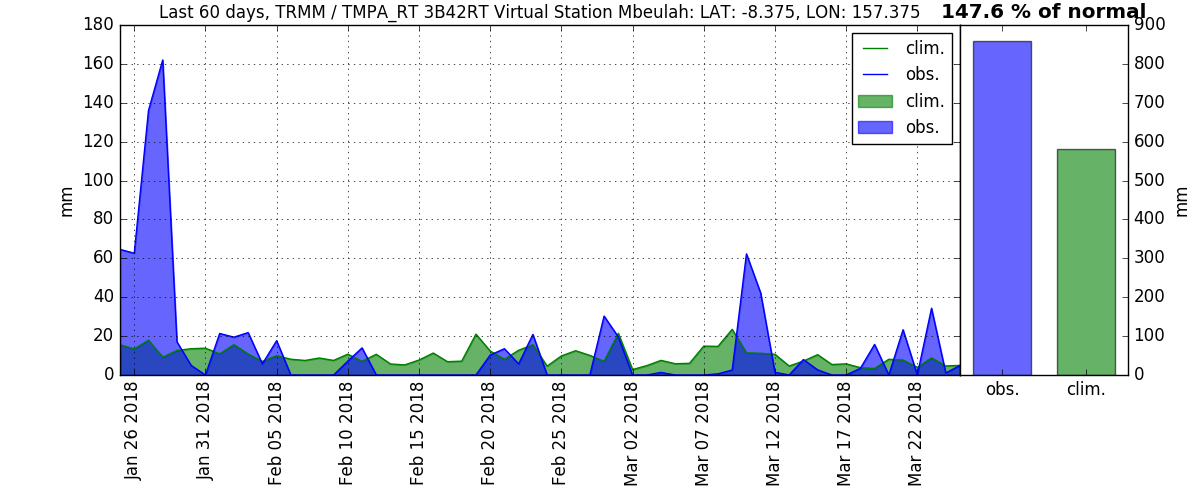 Last 60 days, TRMM / TMPA_RT 3B42RT Virtual Station Mbeulah: LAT: -8.375, LON: 157.375
147.6 % of normal
180
160
140
120
100
80
60
40
20
0
mm
clim.
obs.
clim.
obs.
900
800
700
600
500
400
300
200
100
0
mm
obs.
clim.
Jan 26 2018
Jan 31 2018
Feb 05 2018
Feb 10 2018
Feb 15 2018
Feb 20 2018
Feb 25 2018
Mar 02 2018
Mar 07 2018
Mar 12 2018
Mar 17 2018
Mar 22 2018